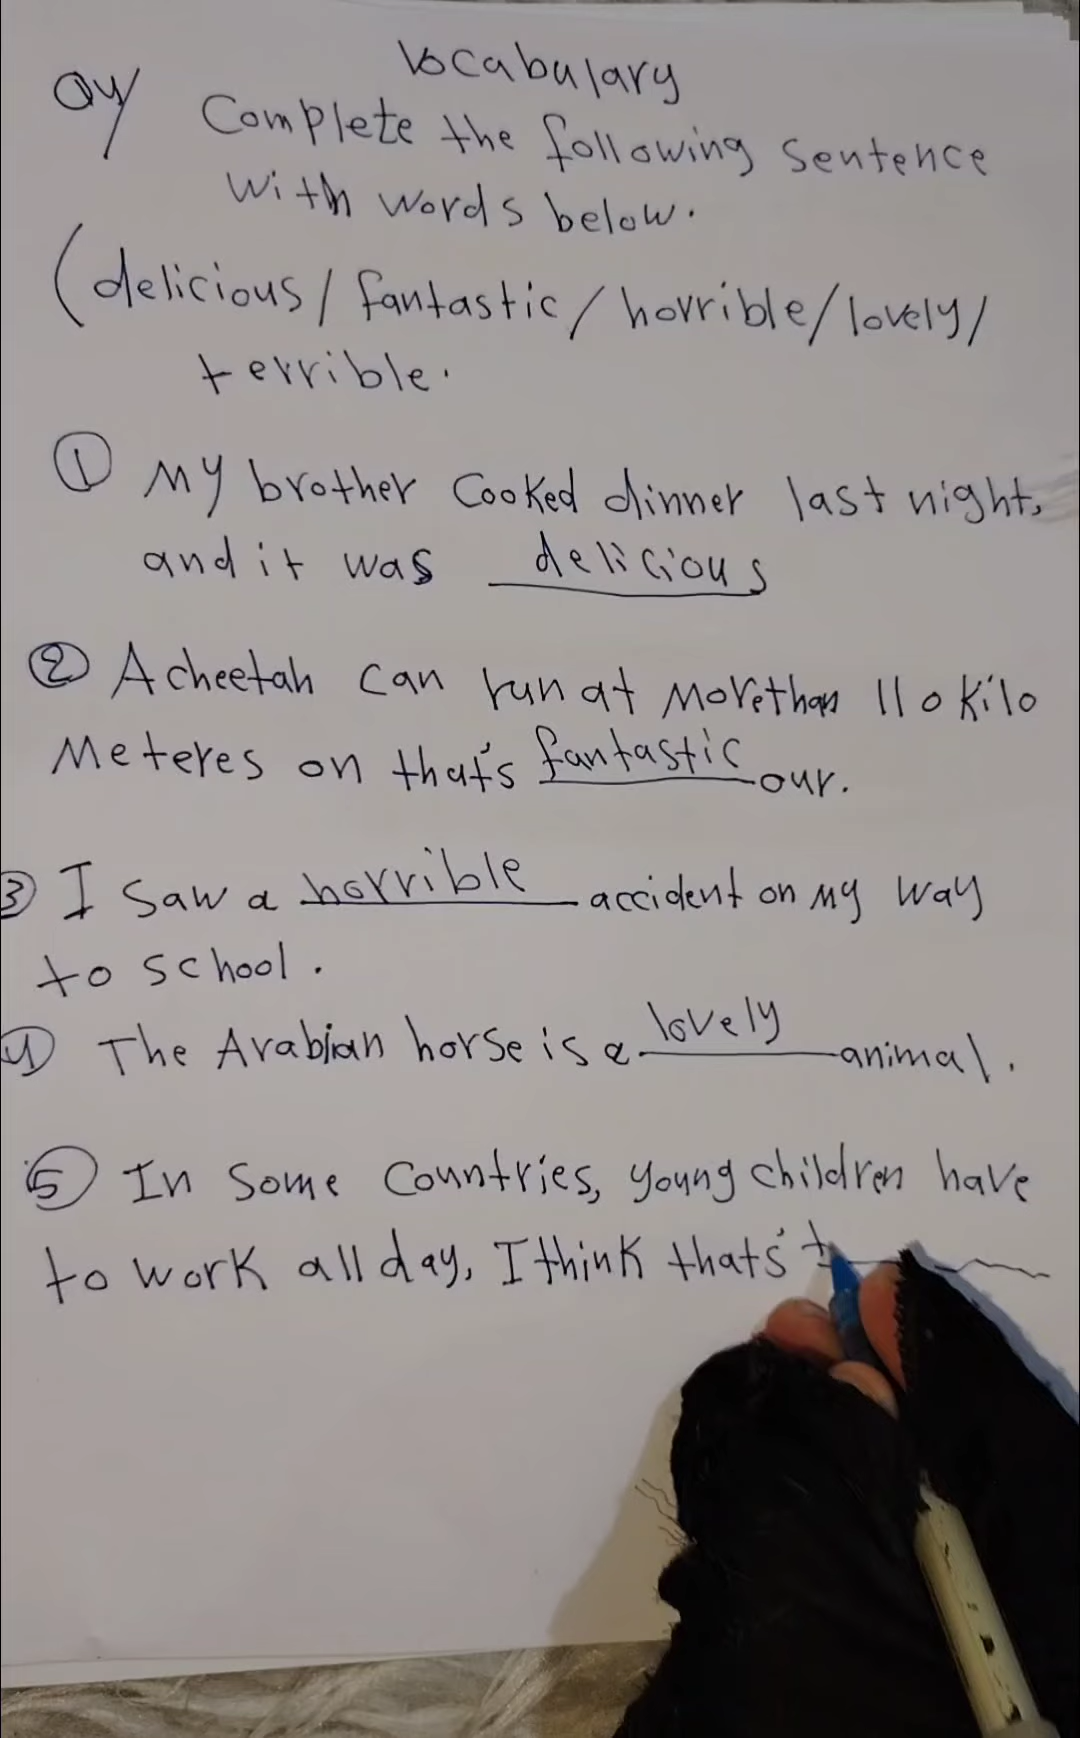 Vocabulary
Q4/ Complete the following sentence
with words below.
(delicious/fantastic/horrible/lovely/
terrible.
① My brother cooked dinner last night,
and it was delicious
② A cheetah can run at more than 110 kilo
Meteres on that's fantastic our.
③ I saw a horrible accident on my way
to school.
④ The Arabian horse is a lovely animal.
⑤ In some countries, young children have
to work all day, I think thats' t